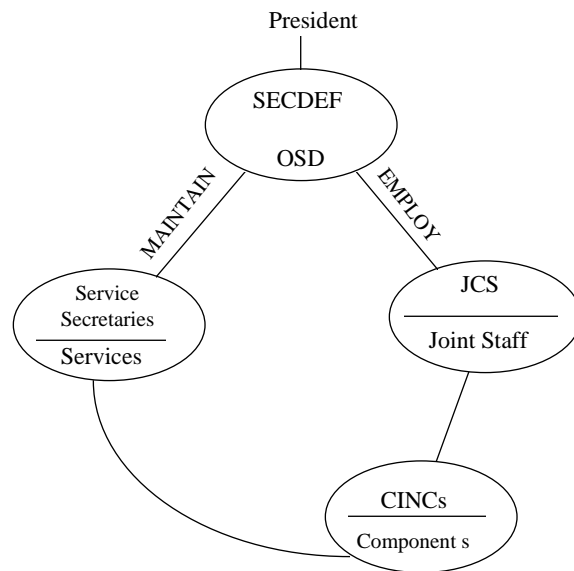 President
SECDEF
OSD
MAINTAIN
EMPLOY
Service
Secretaries
Services
JCS
Joint Staff
CINCs
Component s